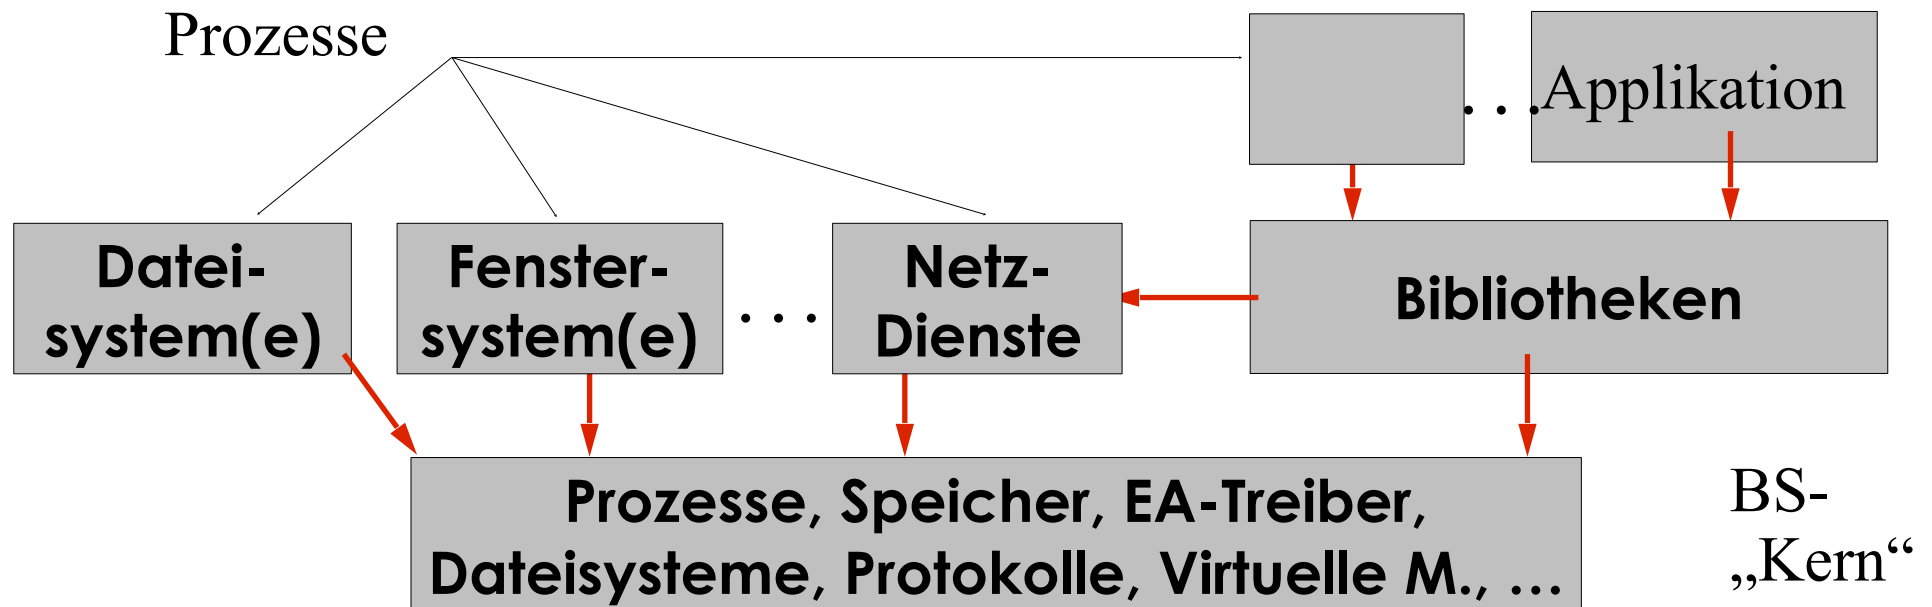 Prozesse
. . . Applikation
Datei-
system(e)
Fenster-
system(e)
. . .
Netz-
Dienste
Bibliotheken
Prozesse, Speicher, EA-Treiber,
Dateisysteme, Protokolle, Virtuelle M., ...
BS-
„Kern“